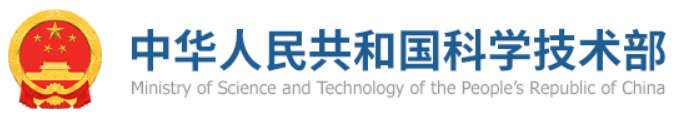 中华人民共和国科学技术部
Ministry of Science and Technology of the People's Republic of China